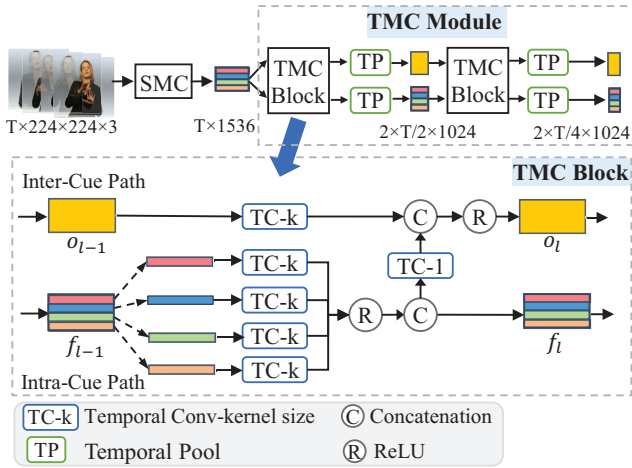 TMC Module
T×224×224×3
SMC
T×1536
TMC
Block
TP
TP
2×T/2×1024
TMC
Block
TP
TP
2×T/4×1024
TMC Block
Inter-Cue Path
o_{l-1}
TC-k
C
R
o_l
TC-1
f_{l-1}
TC-k
TC-k
TC-k
TC-k
R
C
f_l
Intra-Cue Path
TC-k Temporal Conv-kernel size
C Concatenation
TP Temporal Pool
R ReLU